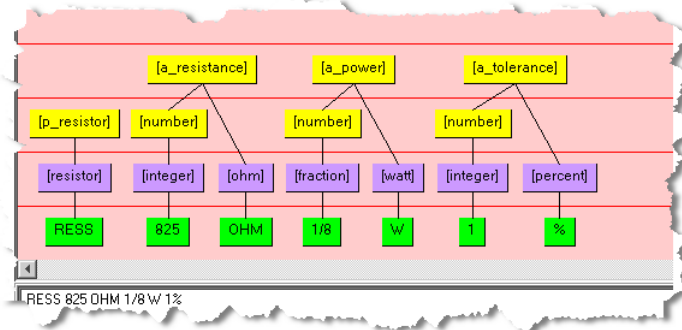 [a_resistance] [a_power] [a_tolerance]
[p_resistor] [number] [number] [number]
[resistor] [integer] [ohm] [fraction] [watt] [integer] [percent]
RESS 825 OHM 1/8 W 1 %
RESS 825 OHM 1/8 W 1%